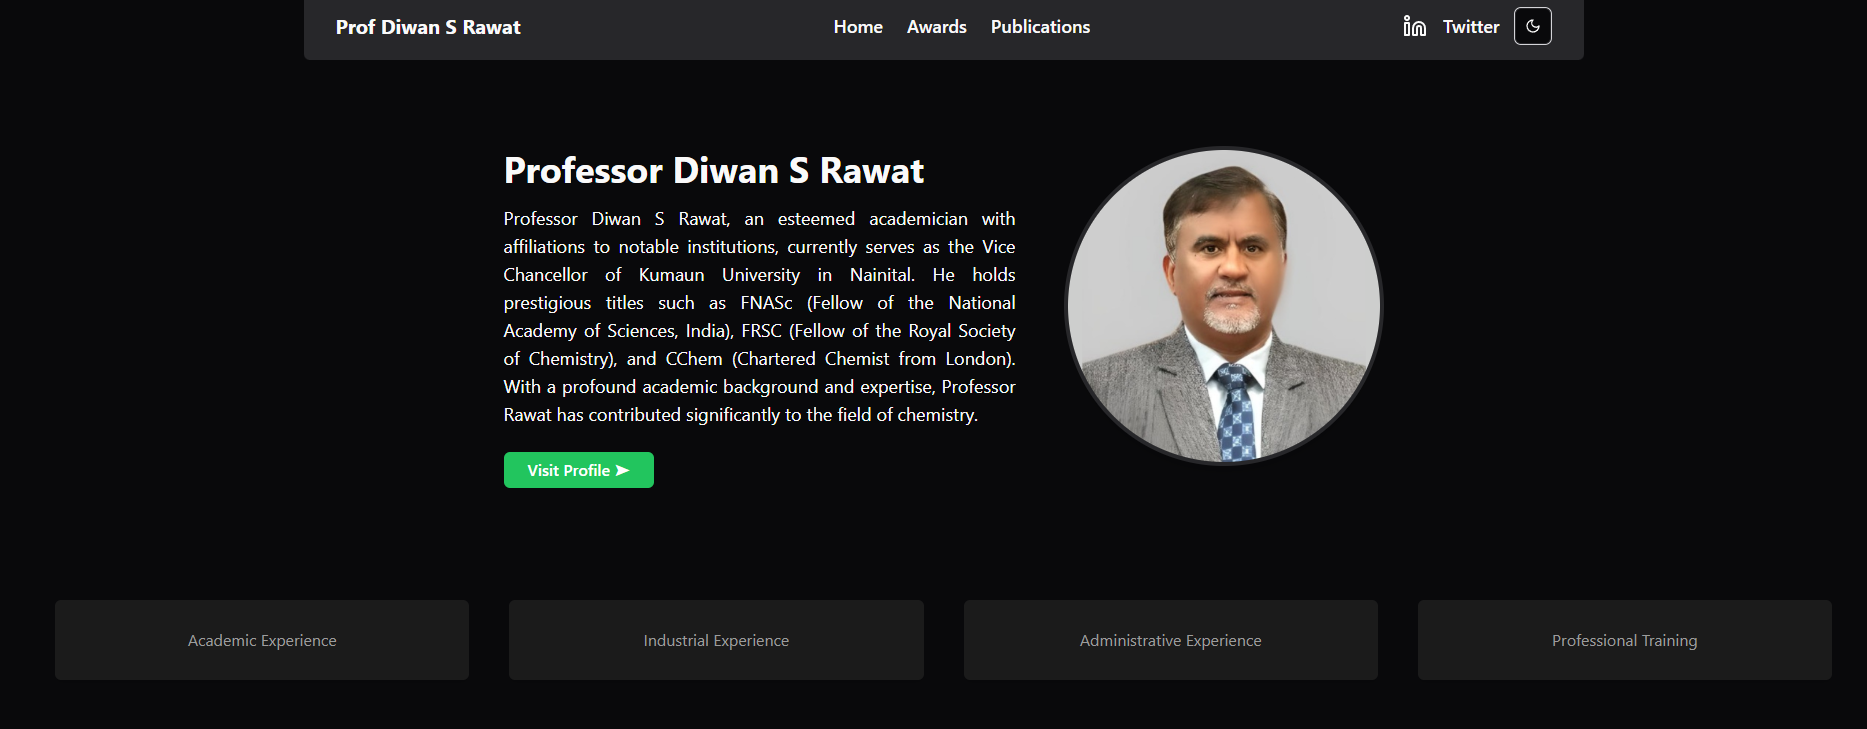 Prof Diwan S Rawat
Home Awards Publications
in Twitter
Professor Diwan S Rawat
Professor Diwan S Rawat, an esteemed academician with
affiliations to notable institutions, currently serves as the Vice
Chancellor of Kumaun University in Nainital. He holds
prestigious titles such as FNASc (Fellow of the National
Academy of Sciences, India), FRSC (Fellow of the Royal Society
of Chemistry), and CChem (Chartered Chemist from London).
With a profound academic background and expertise, Professor
Rawat has contributed significantly to the field of chemistry.
Visit Profile ➤
Academic Experience
Industrial Experience
Administrative Experience
Professional Training